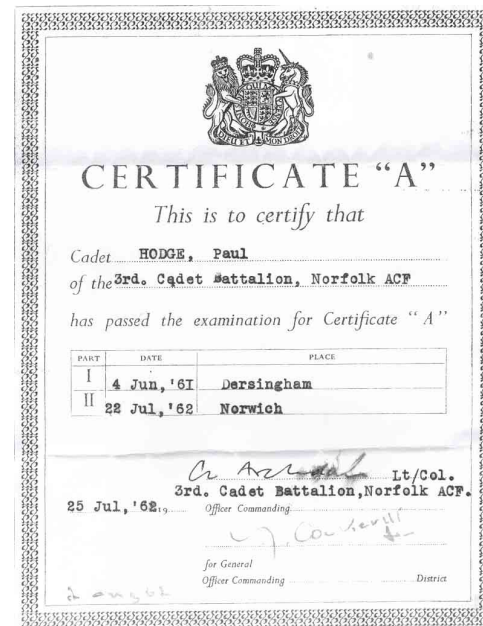 DIEU ET MON DROIT
CERTIFICATE “A”
This is to certify that
Cadet HODGE, Paul
of the 3rd. Cadet Battalion, Norfolk ACF
has passed the examination for Certificate “A”
PART DATE PLACE
I 4 Jun,'61 Dersingham
II 22 Jul,'62 Norwich
Lt/Col.
3rd. Cadet Battalion,Norfolk ACF.
25 Jul,'62,19 Officer Commanding
for General
Officer Commanding District